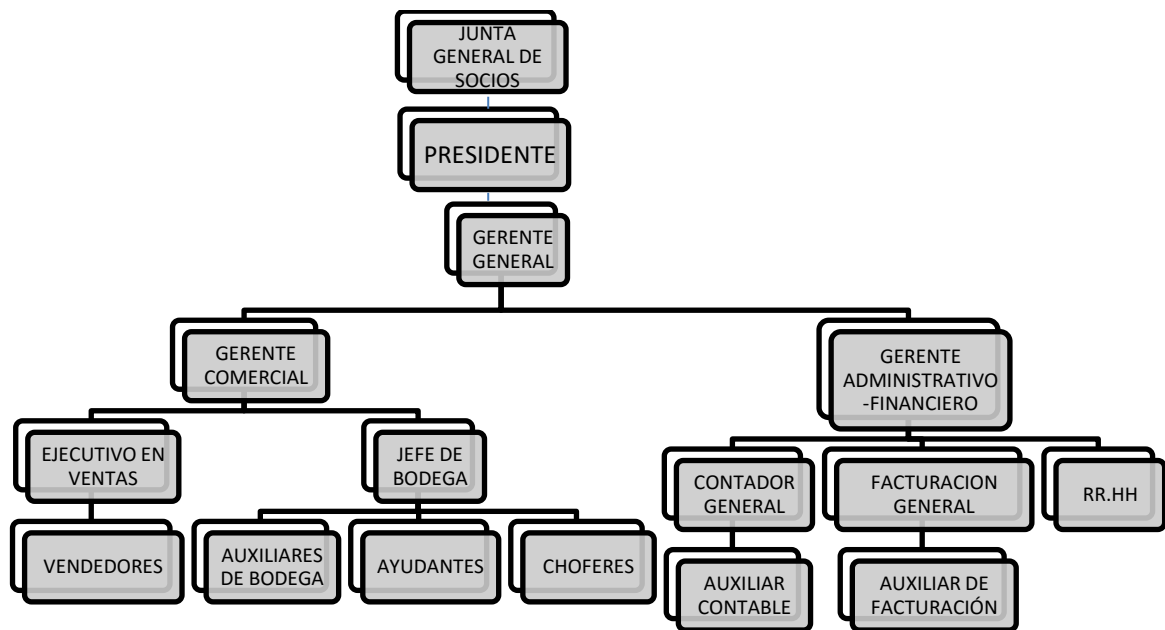 JUNTA
GENERAL DE
SOCIOS
PRESIDENTE
GERENTE
GENERAL
GERENTE
COMERCIAL
GERENTE
ADMINISTRATIVO
-FINANCIERO
EJECUTIVO EN
VENTAS
JEFE DE
BODEGA
CONTADOR
GENERAL
FACTURACION
GENERAL
RR.HH
VENDEDORES
AUXILIARES
DE BODEGA
AYUDANTES
CHOFERES
AUXILIAR
CONTABLE
AUXILIAR DE
FACTURACIÓN